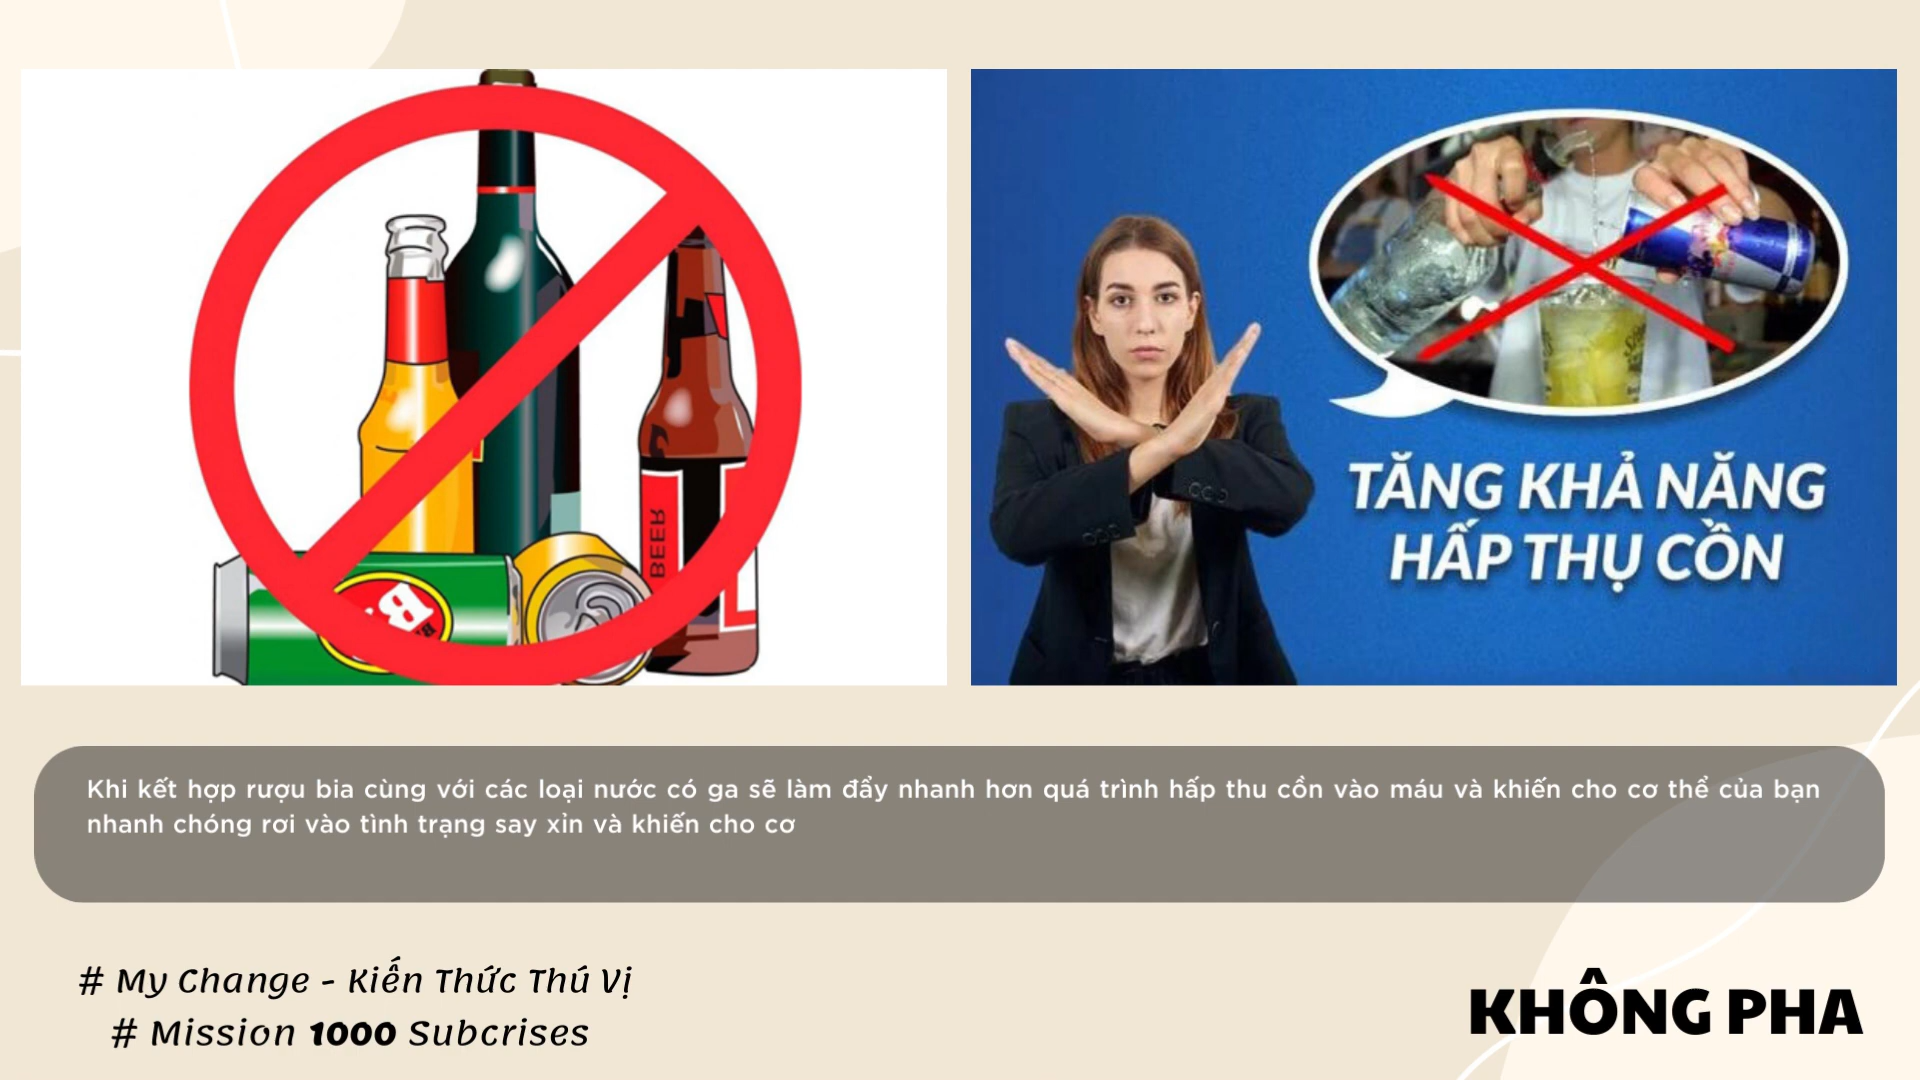 BEER
TĂNG KHẢ NĂNG
HẤP THỤ CỒN
Khi kết hợp rượu bia cùng với các loại nước có ga sẽ làm đẩy nhanh hơn quá trình hấp thu cồn vào máu và khiến cho cơ thể của bạn
nhanh chóng rơi vào tình trạng say xỉn và khiến cho cơ
# My Change - Kiến Thức Thú Vị
# Mission 1000 Subcrises
KHÔNG PHA